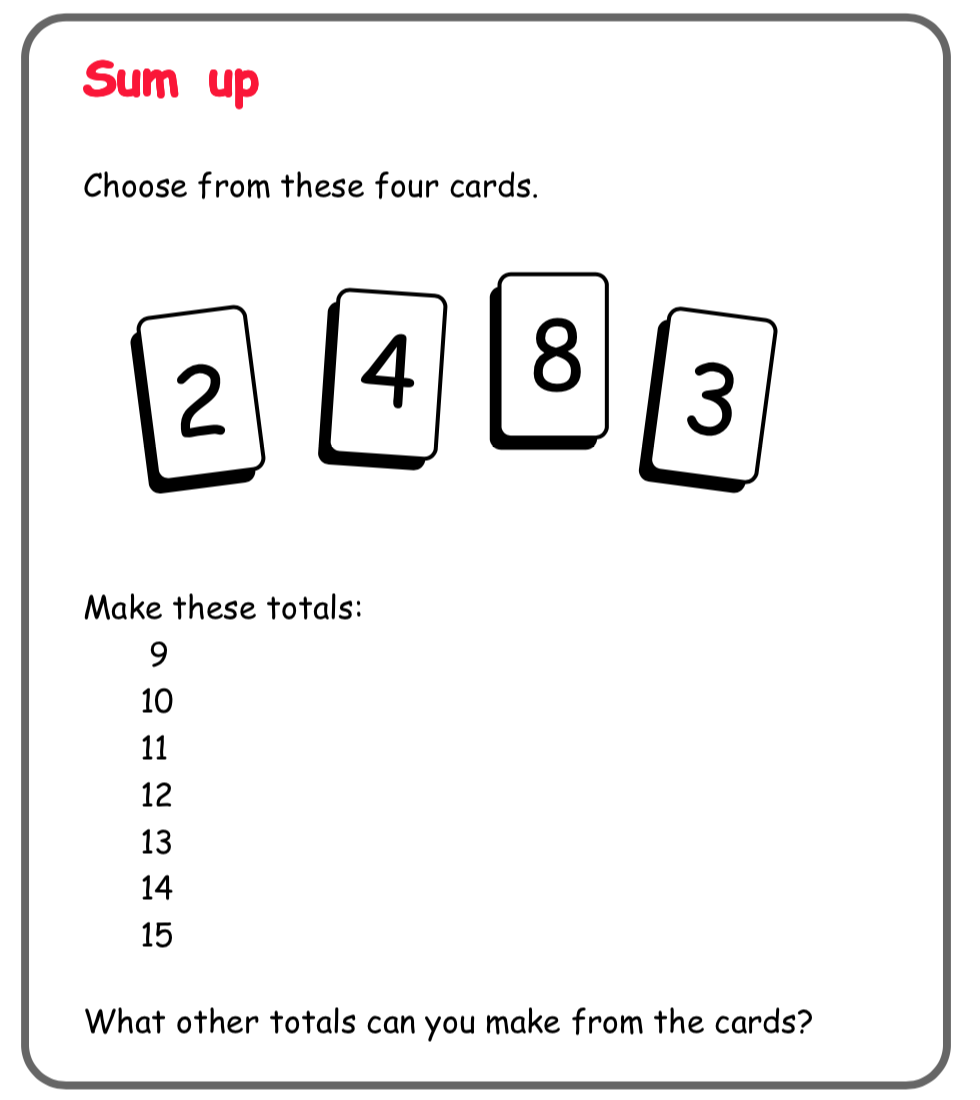 Sum up
Choose from these four cards.
2 4 8 3
Make these totals:
9
10
11
12
13
14
15
What other totals can you make from the cards?